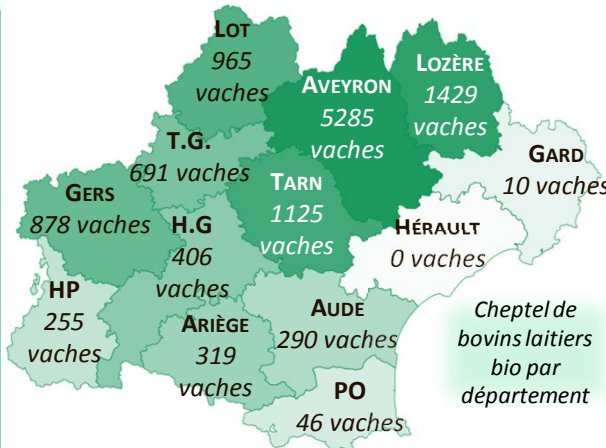 LOT
965
vaches
AVEYRON
5285
vaches
LOZÈRE
1429
vaches
T.G.
691 vaches
GARD
10 vaches
GERS
878 vaches
TARN
1125
vaches
H.G
406
vaches
HÉRAULT
0 vaches
HP
255
vaches
ARIÈGE
319
vaches
AUDE
290 vaches
PO
46 vaches
Cheptel de
bovins laitiers
bio par
département